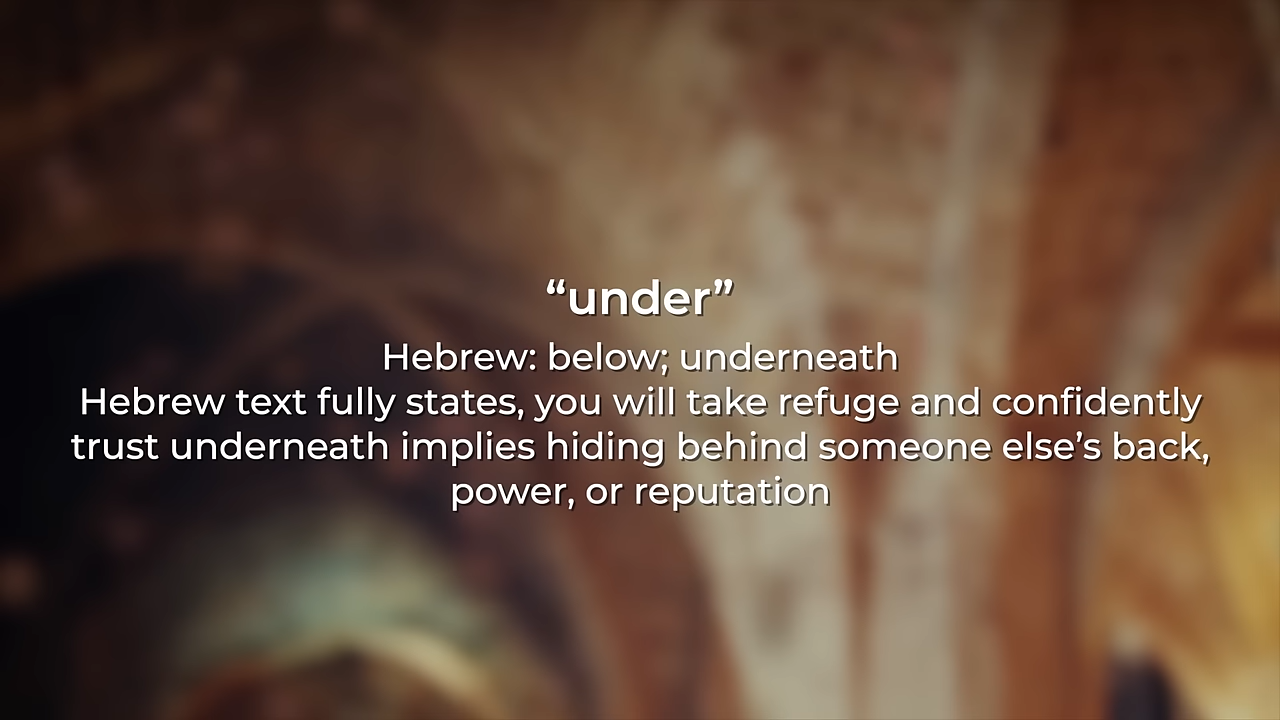 “under”
Hebrew: below; underneath
Hebrew text fully states, you will take refuge and confidently
trust underneath implies hiding behind someone else’s back,
power, or reputation